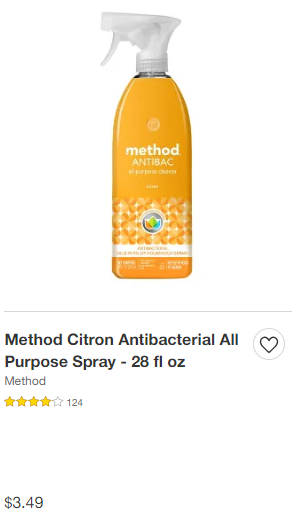 method.
ANTIBAC
all-purpose cleaner
citron
ANTIBACTERIAL
Method Citron Antibacterial All
Purpose Spray - 28 fl oz
Method
124
$3.49